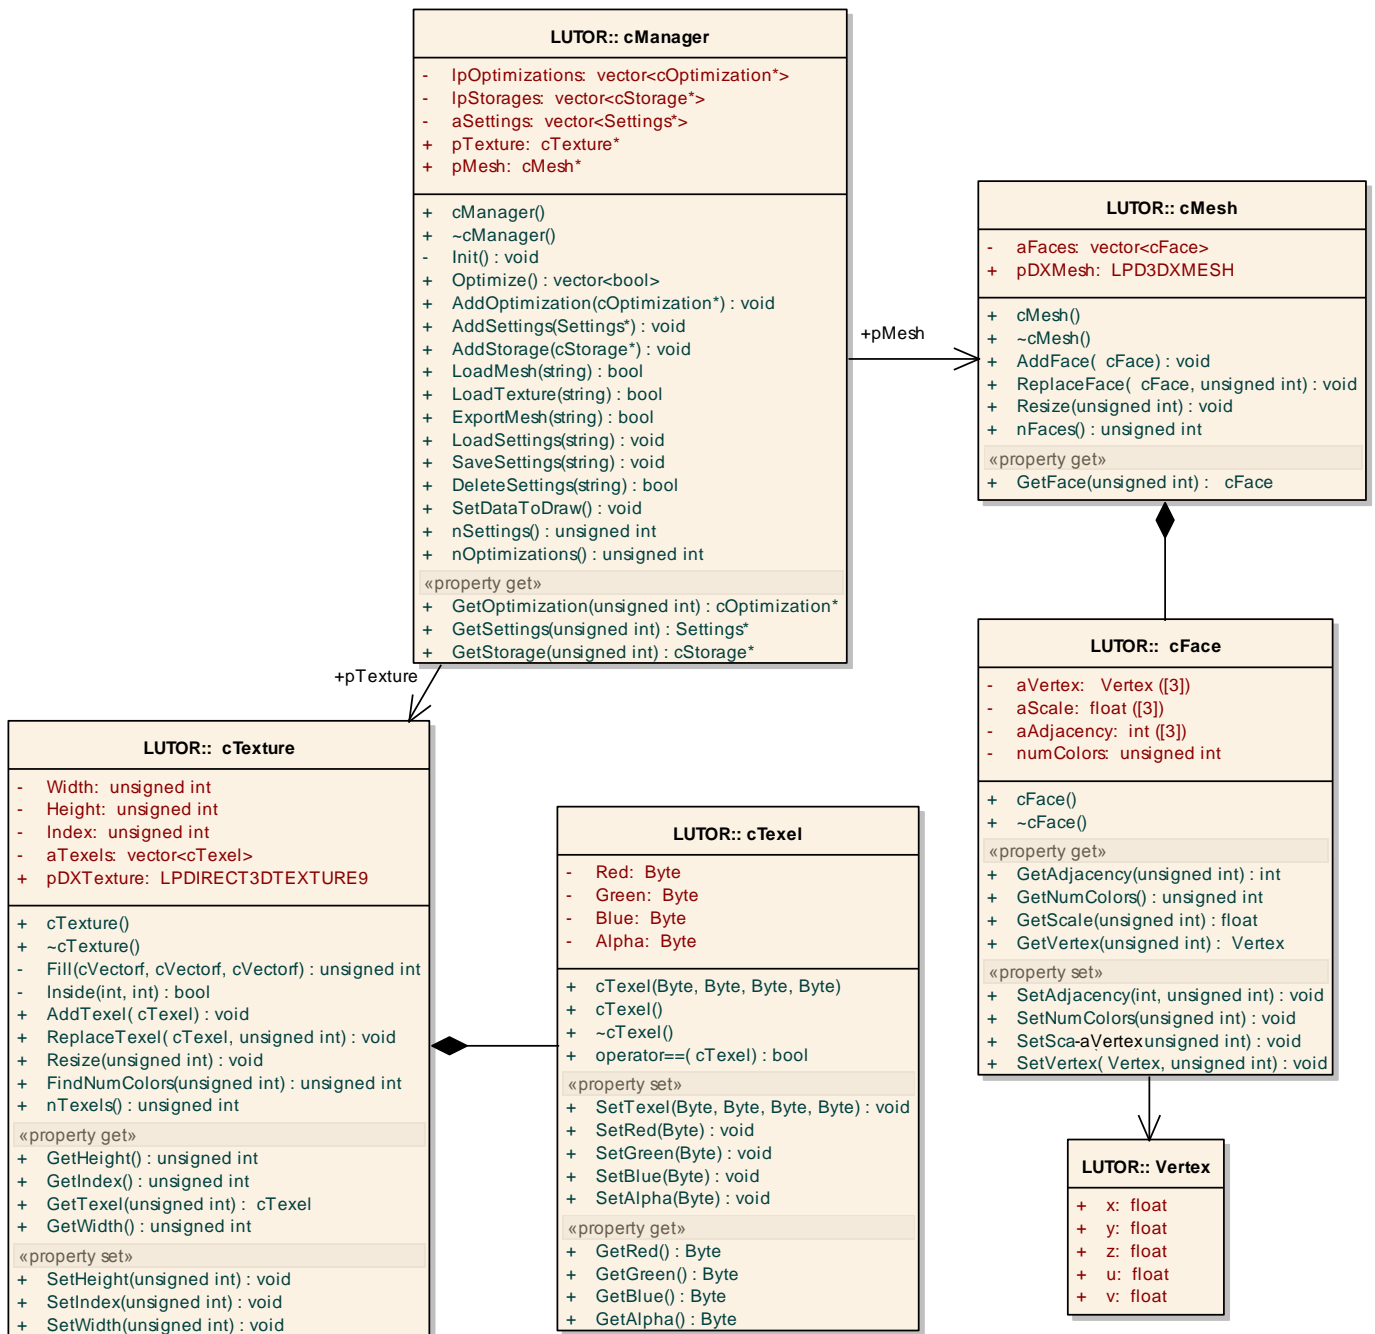 LUTOR:: cManager
- lpOptimizations: vector<cOptimization*>
- lpStorages: vector<cStorage*>
- aSettings: vector<Settings*>
+ pTexture: cTexture*
+ pMesh: cMesh*
+ cManager()
+ ~cManager()
- Init() : void
+ Optimize() : vector<bool>
+ AddOptimization(cOptimization*) : void
+ AddSettings(Settings*) : void
+ AddStorage(cStorage*) : void
+ LoadMesh(string) : bool
+ LoadTexture(string) : bool
+ ExportMesh(string) : bool
+ LoadSettings(string) : void
+ SaveSettings(string) : void
+ DeleteSettings(string) : bool
+ SetDataToDraw() : void
+ nSettings() : unsigned int
+ nOptimizations() : unsigned int
«property get»
+ GetOptimization(unsigned int) : cOptimization*
+ GetSettings(unsigned int) : Settings*
+ GetStorage(unsigned int) : cStorage*
+pMesh
LUTOR:: cMesh
- aFaces: vector<cFace>
+ pDXMesh: LPD3DXMESH
+ cMesh()
+ ~cMesh()
+ AddFace( cFace) : void
+ ReplaceFace( cFace, unsigned int) : void
+ Resize(unsigned int) : void
+ nFaces() : unsigned int
«property get»
+ GetFace(unsigned int) : cFace
+pTexture
LUTOR:: cTexture
- Width: unsigned int
- Height: unsigned int
- Index: unsigned int
- aTexels: vector<cTexel>
+ pDXTexture: LPDIRECT3DTEXTURE9
+ cTexture()
+ ~cTexture()
- Fill(cVectorf, cVectorf, cVectorf) : unsigned int
- Inside(int, int) : bool
+ AddTexel( cTexel) : void
+ ReplaceTexel( cTexel, unsigned int) : void
+ Resize(unsigned int) : void
+ FindNumColors(unsigned int) : unsigned int
+ nTexels() : unsigned int
«property get»
+ GetHeight() : unsigned int
+ GetIndex() : unsigned int
+ GetTexel(unsigned int) : cTexel
+ GetWidth() : unsigned int
«property set»
+ SetHeight(unsigned int) : void
+ SetIndex(unsigned int) : void
+ SetWidth(unsigned int) : void
LUTOR:: cTexel
- Red: Byte
- Green: Byte
- Blue: Byte
- Alpha: Byte
+ cTexel(Byte, Byte, Byte, Byte)
+ cTexel()
+ ~cTexel()
+ operator==( cTexel) : bool
«property set»
+ SetTexel(Byte, Byte, Byte, Byte) : void
+ SetRed(Byte) : void
+ SetGreen(Byte) : void
+ SetBlue(Byte) : void
+ SetAlpha(Byte) : void
«property get»
+ GetRed() : Byte
+ GetGreen() : Byte
+ GetBlue() : Byte
+ GetAlpha() : Byte
LUTOR:: cFace
- aVertex: Vertex ([3])
- aScale: float ([3])
- aAdjacency: int ([3])
- numColors: unsigned int
+ cFace()
+ ~cFace()
«property get»
+ GetAdjacency(unsigned int) : int
+ GetNumColors() : unsigned int
+ GetScale(unsigned int) : float
+ GetVertex(unsigned int) : Vertex
«property set»
+ SetAdjacency(int, unsigned int) : void
+ SetNumColors(unsigned int) : void
+ SetSca-aVertex unsigned int) : void
+ SetVertex( Vertex, unsigned int) : void
LUTOR:: Vertex
+ x: float
+ y: float
+ z: float
+ u: float
+ v: float